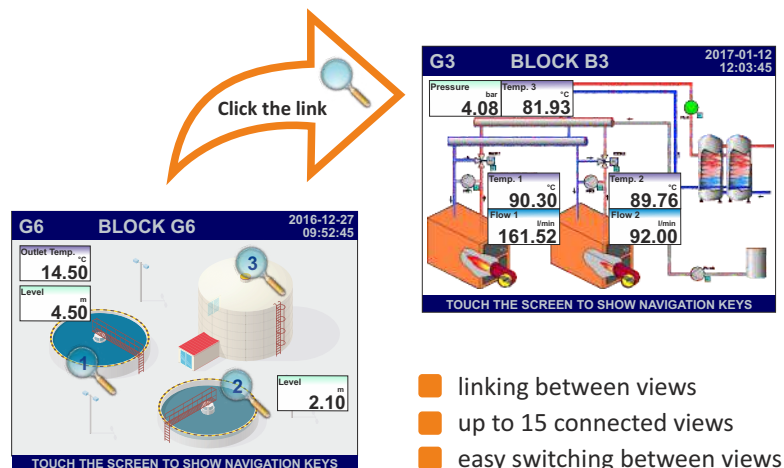 Click the link
G3 BLOCK B3 2017-01-12
12:03:45
Pressure
bar
4.08
Temp. 3
°C
81.93
Temp. 1
°C
90.30
Flow 1
l/min
161.52
Temp. 2
°C
89.76
Flow 2
l/min
92.00
TOUCH THE SCREEN TO SHOW NAVIGATION KEYS
G6 BLOCK G6 2016-12-27
09:52:45
Outlet Temp.
°C
14.50
Level
m
4.50
3
1
2
Level
m
2.10
TOUCH THE SCREEN TO SHOW NAVIGATION KEYS
linking between views
up to 15 connected views
easy switching between views